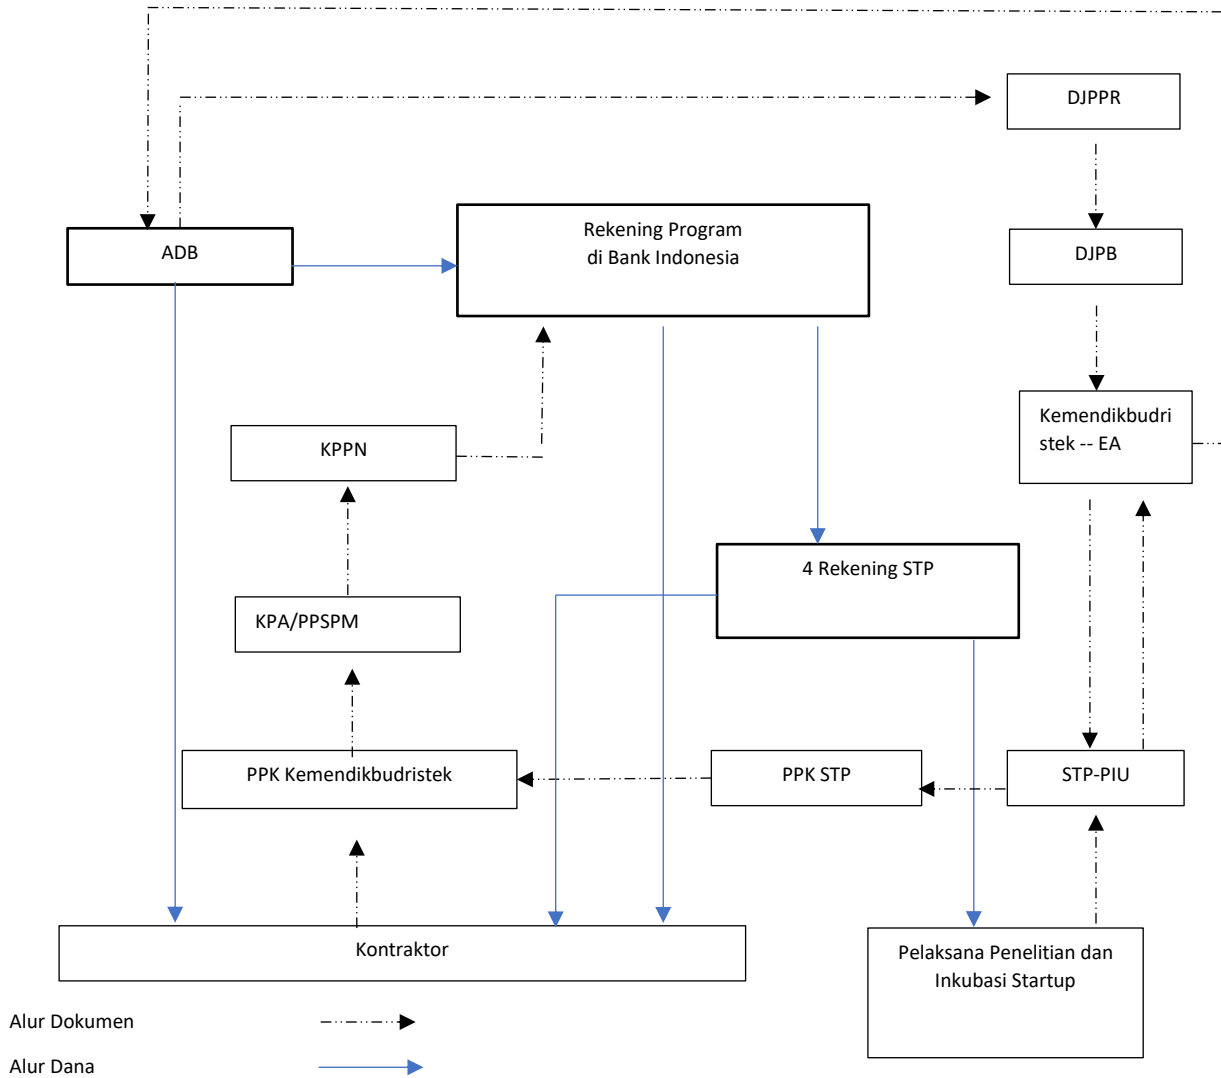 DJPPR
ADB
Rekening Program
di Bank Indonesia
DJPB
Kemendikbudri
stek -- EA
KPPN
4 Rekening STP
KPA/PPSPM
PPK Kemendikbudristek
PPK STP
STP-PIU
Kontraktor
Pelaksana Penelitian dan
Inkubasi Startup
Alur Dokumen
Alur Dana